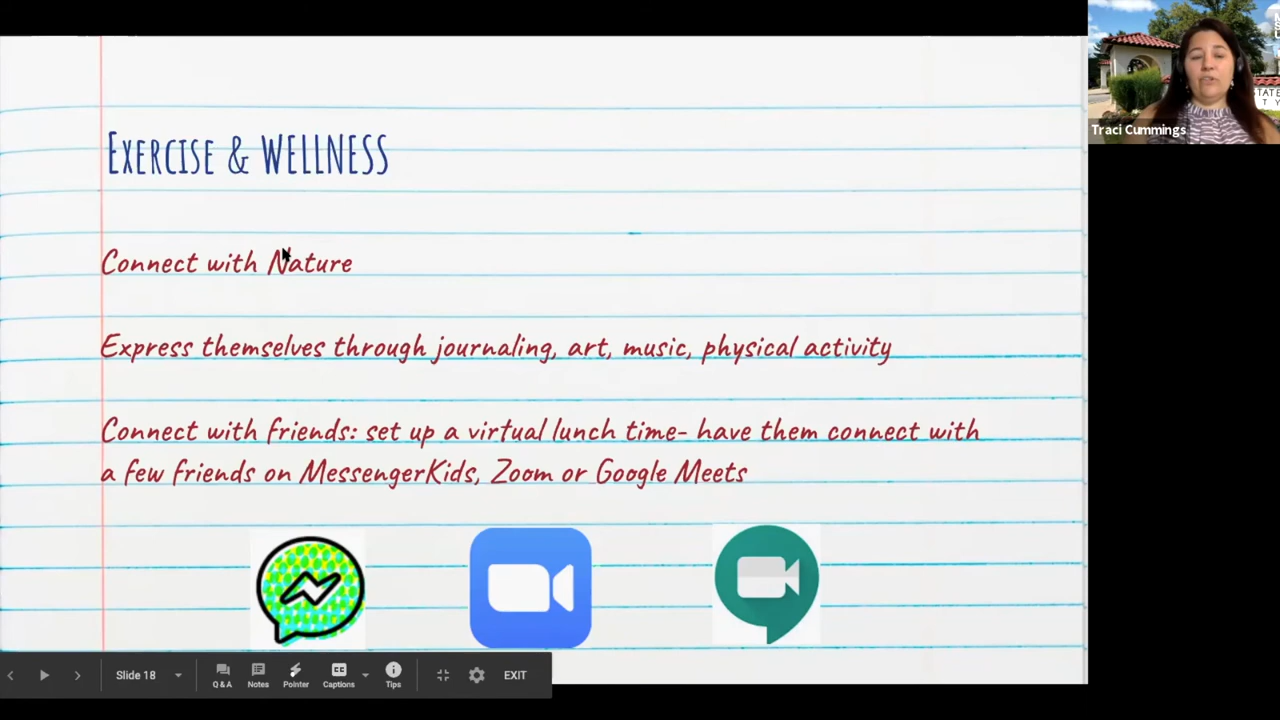 Exercise & Wellness
Connect with Nature
Express themselves through journaling, art, music, physical activity
Connect with friends: set up a virtual lunch time- have them connect with
a few friends on MessengerKids, Zoom or Google Meets
Traci Cummings
STATE
T Y
Slide 18
Q & A
Notes
Pointer
CC
Captions
Tips
EXIT